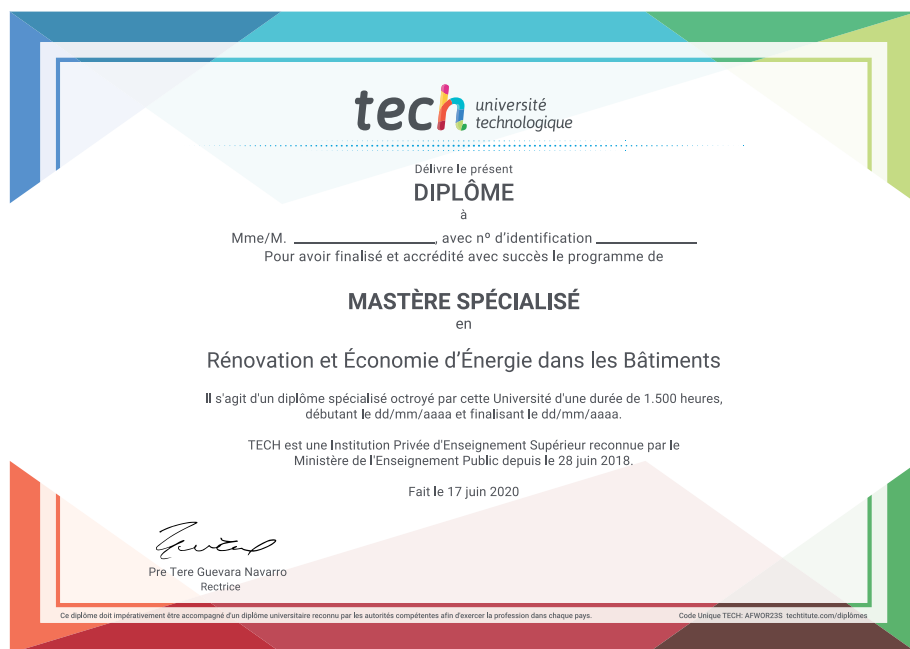 tech université
technologique
Délivre le présent
DIPLÔME
à
Mme/M. ____________, avec nº d'identification ____________
Pour avoir finalisé et accrédité avec succès le programme de
MASTÈRE SPÉCIALISÉ
en
Rénovation et Économie d'Énergie dans les Bâtiments
Il s'agit d'un diplôme spécialisé octroyé par cette Université d'une durée de 1.500 heures,
débutant le dd/mm/aaaa et finalisant le dd/mm/aaaa.
TECH est une Institution Privée d'Enseignement Supérieur reconnue par le
Ministère de l'Enseignement Public depuis le 28 juin 2018.
Fait le 17 juin 2020
Pre Tere Guevara Navarro
Rectrice
Ce diplôme doit impérativement être accompagné d'un diplôme universitaire reconnu par les autorités compétentes afin d'exercer la profession dans chaque pays.
Code Unique TECH: AFWOR23S techtitute.com/diplômes